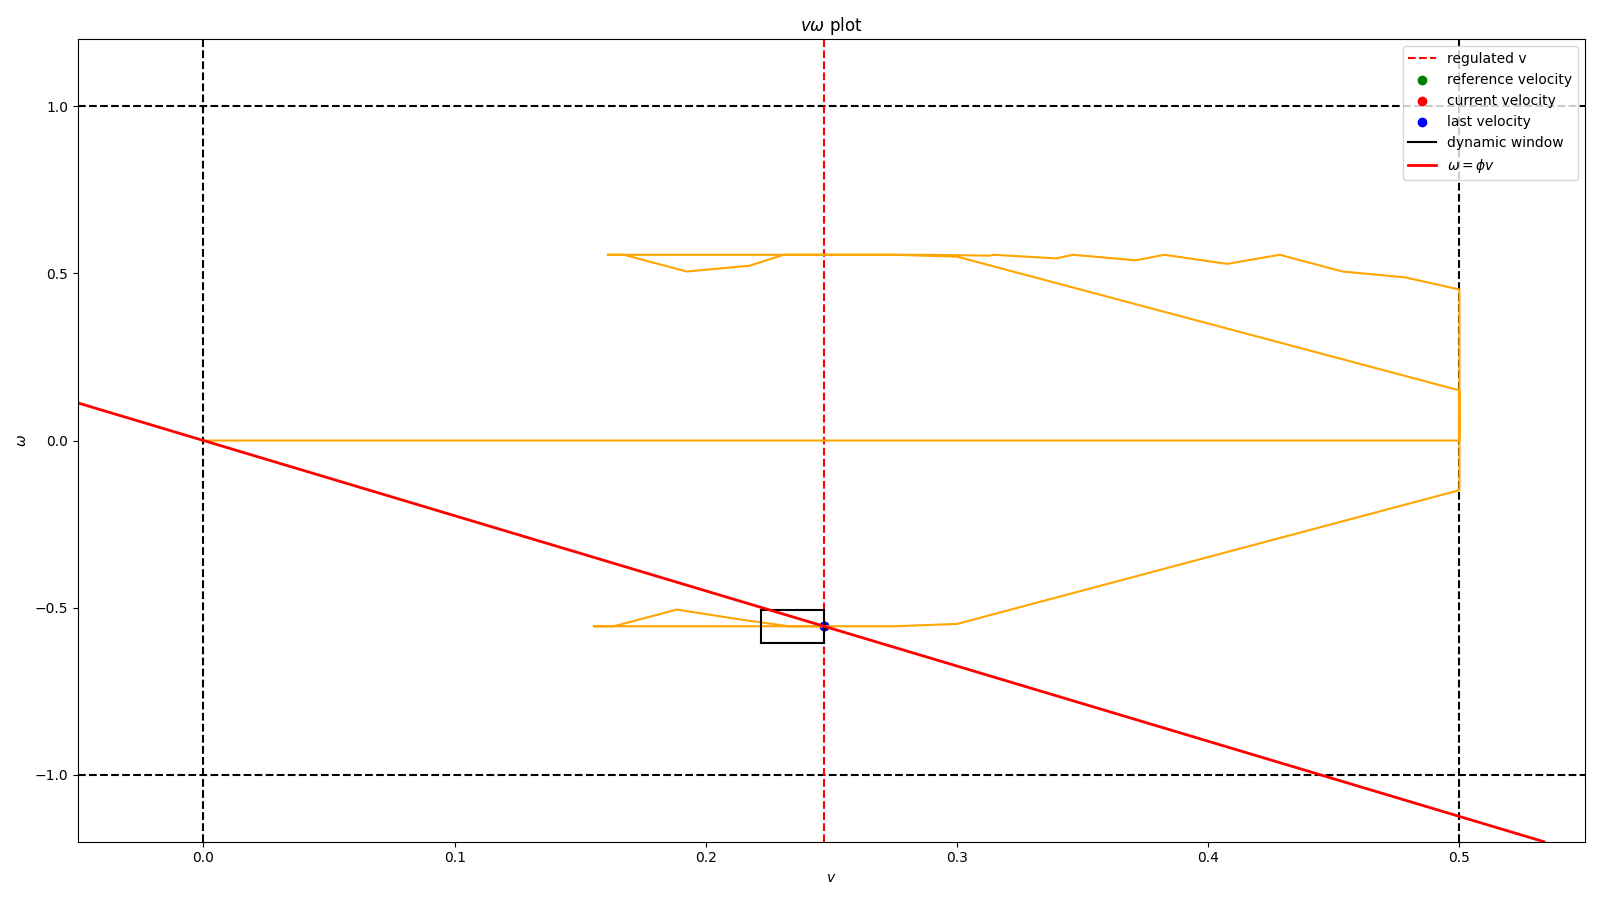 vω plot
regulated v
reference velocity
current velocity
last velocity
dynamic window
ω = ϕv
1.0
0.5
0.0
−0.5
−1.0
ω
0.0 0.1 0.2 0.3 0.4 0.5
v